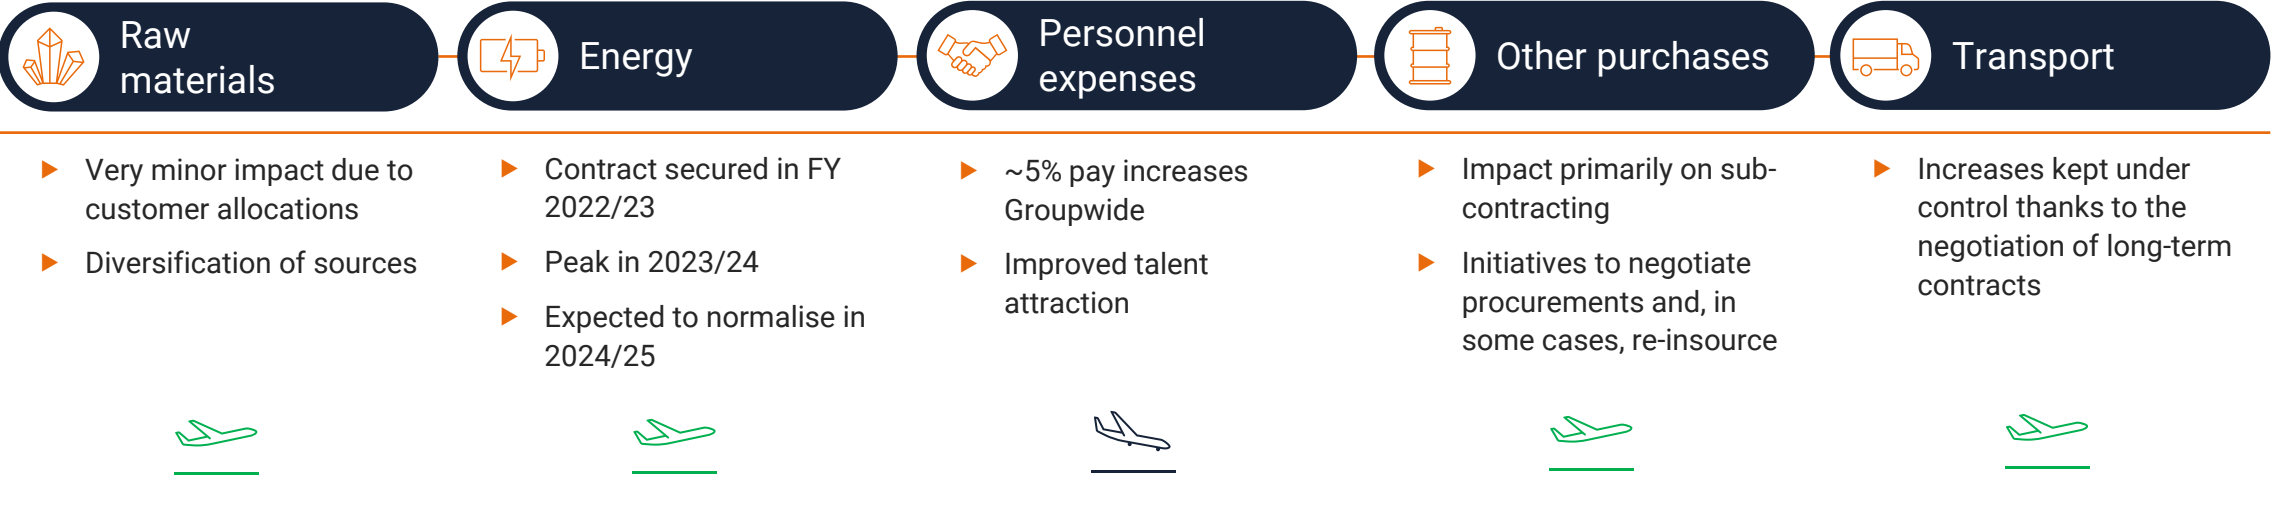 Raw
materials
Energy
Personnel
expenses
Other purchases
Transport
Very minor impact due to
customer allocations
Diversification of sources
Contract secured in FY
2022/23
Peak in 2023/24
Expected to normalise in
2024/25
~5% pay increases
Groupwide
Improved talent
attraction
Impact primarily on sub-
contracting
Initiatives to negotiate
procurements and, in
some cases, re-insource
Increases kept under
control thanks to the
negotiation of long-term
contracts